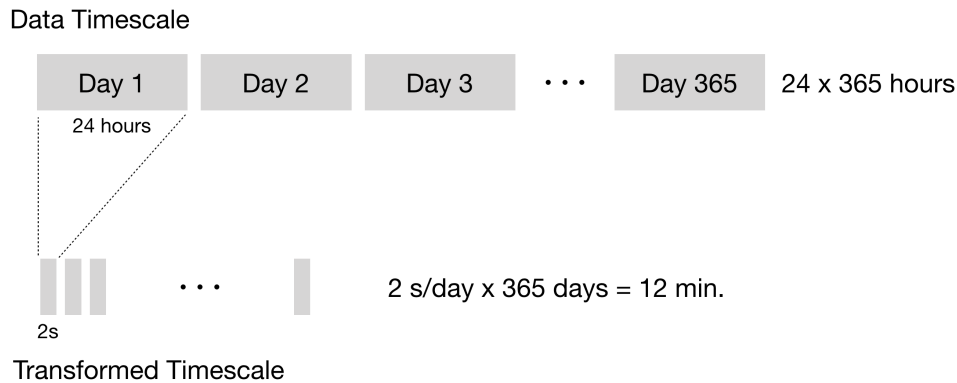 Data Timescale
Day 1 Day 2 Day 3 • • • Day 365 24 x 365 hours
24 hours
• • • 2 s/day x 365 days = 12 min.
2s
Transformed Timescale